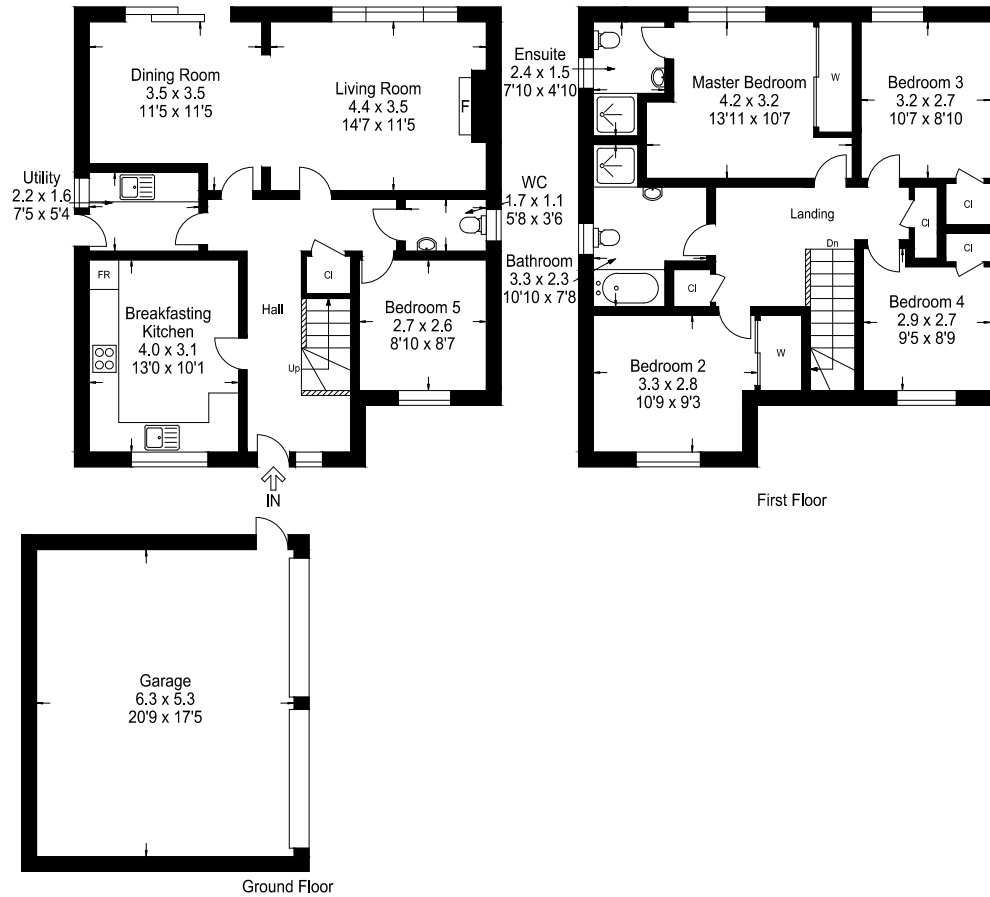 Dining Room
3.5 x 3.5
11'5 x 11'5
Living Room
4.4 x 3.5
14'7 x 11'5
F
Utility
2.2 x 1.6
7'5 x 5'4
WC
1.7 x 1.1
5'8 x 3'6
FR
Breakfasting
Kitchen
4.0 x 3.1
13'0 x 10'1
Hall
Cl
Up
Bedroom 5
2.7 x 2.6
8'10 x 8'7
IN
Garage
6.3 x 5.3
20'9 x 17'5
Ground Floor
Ensuite
2.4 x 1.5
7'10 x 4'10
Master Bedroom
4.2 x 3.2
13'11 x 10'7
W
Bedroom 3
3.2 x 2.7
10'7 x 8'10
Landing
Dn
Cl
Cl
Cl
Bathroom
3.3 x 2.3
10'10 x 7'8
Cl
Bedroom 4
2.9 x 2.7
9'5 x 8'9
Bedroom 2
3.3 x 2.8
10'9 x 9'3
W
First Floor